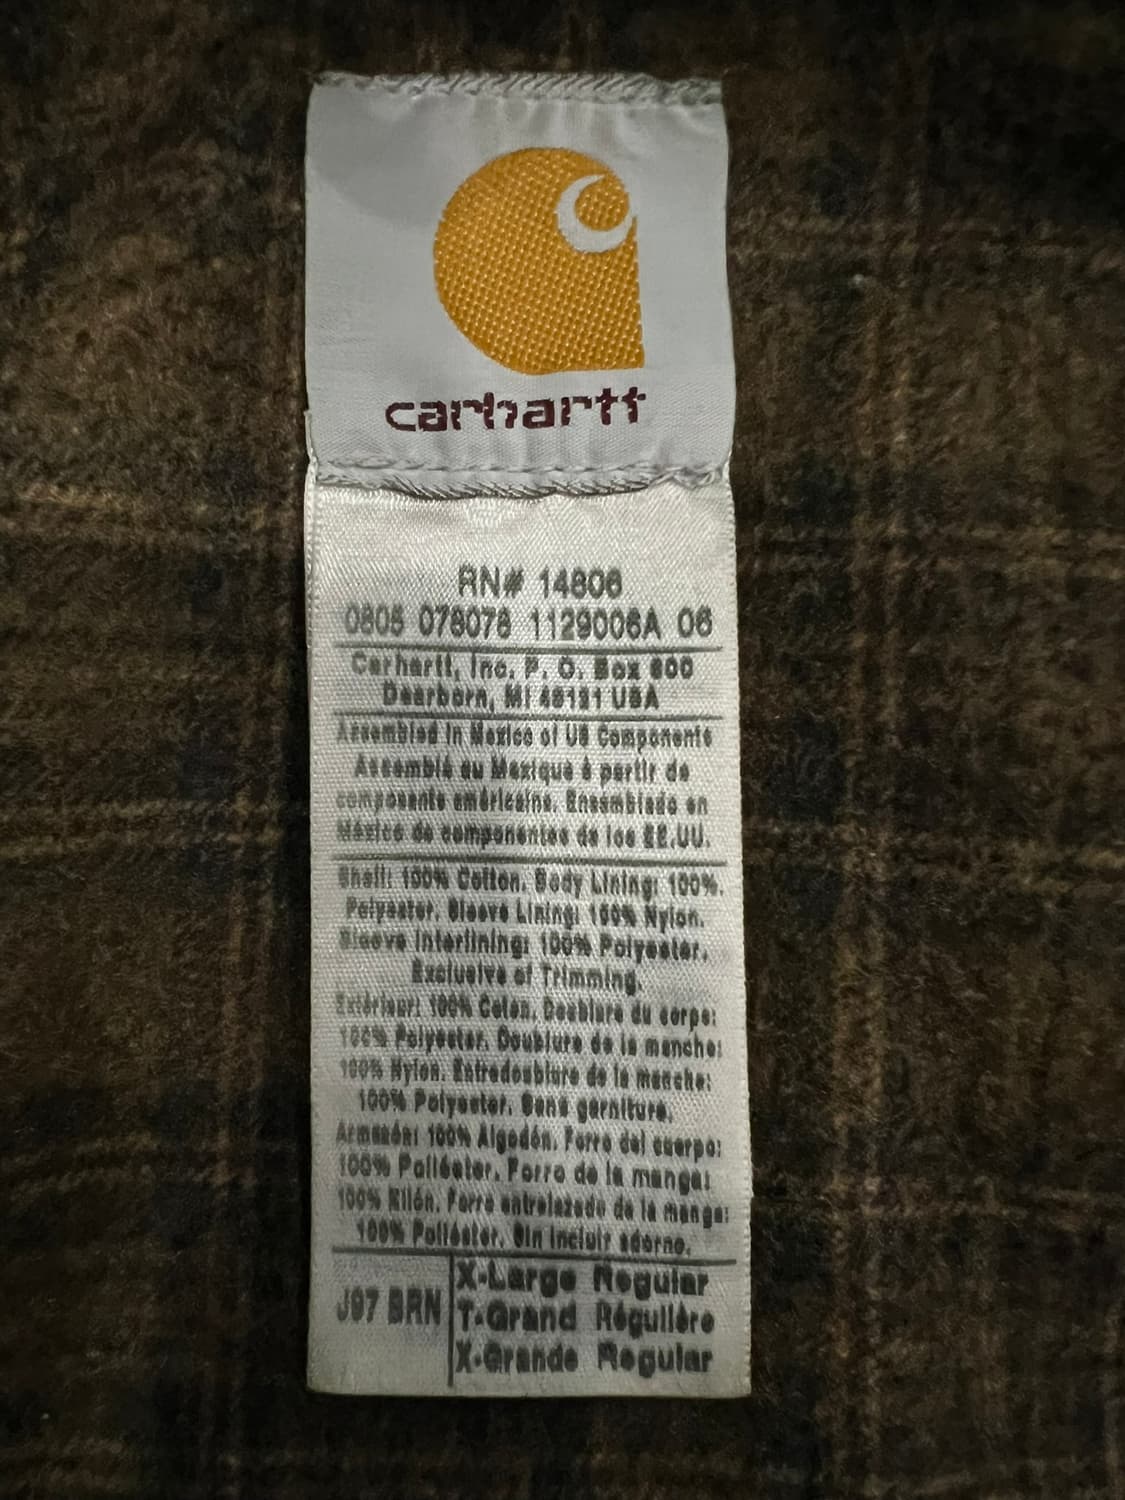 carhartt
RN# 14806
0805 078078 1129006A 06
Carhartt, Inc. P. O. Box 600
Dearborn, MI 48121 USA
Assembled in Mexico of US Components
Assemblé au Mexique à partir de
composants américains. Ensamblado en
México de componentes de los EE.UU.
Shell: 100% Cotton. Body Lining: 100%.
Polyester. Sleeve Lining: 100% Nylon.
Sleeve Interlining: 100% Polyester.
Exclusive of Trimming.
Extérieur: 100% Coton. Doublure du corps:
100% Polyester. Doublure de la manche:
100% Nylon. Entredoublure de la manche:
100% Polyester. Sans garniture.
Armazón: 100% Algodón. Forro del cuerpo:
100% Poliéster. Forro de la manga:
100% Nilón. Forro entrelazado de la manga:
100% Poliéster. Sin incluir adorno.
J97 BRN
X-Large Regular
T-Grand Régulière
X-Grande Regular